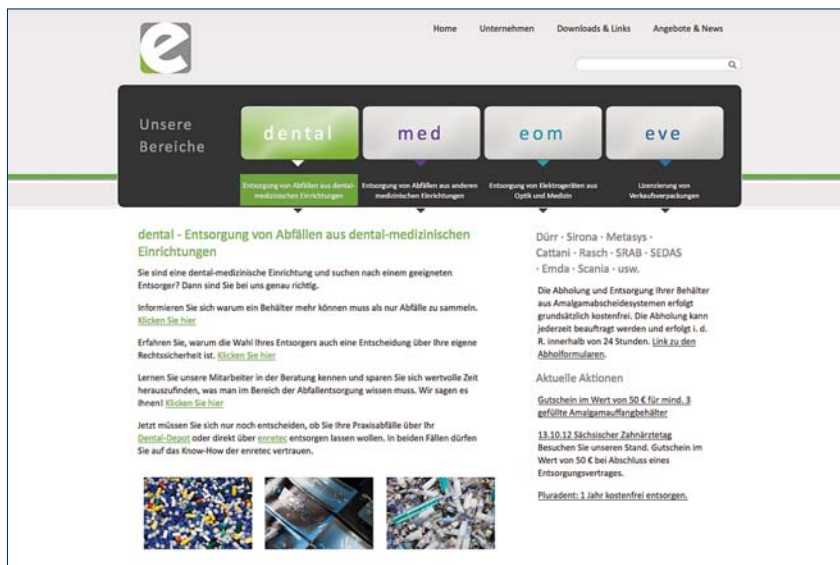 e
Home Unternehmen Downloads & Links Angebote & News
Unsere
Bereiche
dental med eom eve
Entsorgung von Abfällen aus dental-
medizinischen Einrichtungen
Entsorgung von Abfällen aus anderen
medizinischen Einrichtungen
Entsorgung von Elektrogeräten aus
Optik und Medizin
Lizenzierung von
Verkaufsverpackungen
dental - Entsorgung von Abfällen aus dental-medizinischen
Einrichtungen
Sie sind eine dental-medizinische Einrichtung und suchen nach einem geeigneten
Entsorger? Dann sind Sie bei uns genau richtig.
Informieren Sie sich warum ein Behälter mehr können muss als nur Abfälle zu sammeln.
Klicken Sie hier
Erfahren Sie, warum die Wahl Ihres Entsorgers auch eine Entscheidung über Ihre eigene
Rechtssicherheit ist. Klicken Sie hier
Lernen Sie unsere Mitarbeiter in der Beratung kennen und sparen Sie sich wertvolle Zeit
herauszufinden, was man im Bereich der Abfallentsorgung wissen muss. Wir sagen es
Ihnen! Klicken Sie hier
Jetzt müssen Sie sich nur noch entscheiden, ob Sie Ihre Praxisabfälle über Ihr
Dental-Depot oder direkt über enretec entsorgen lassen wollen. In beiden Fällen dürfen
Sie auf das Know-How der enretec vertrauen.
Dürr · Sirona · Metasys ·
Cattani · Rasch · SRAB · SEDAS
· Emda · Scania · usw.
Die Abholung und Entsorgung Ihrer Behälter
aus Amalgamabscheidesystemen erfolgt
grundsätzlich kostenfrei. Die Abholung kann
jederzeit beauftragt werden und erfolgt i. d.
R. innerhalb von 24 Stunden. Link zu den
Abholformularen.
Aktuelle Aktionen
Gutschein im Wert von 50 € für mind. 3
gefüllte Amalgamauffangbehälter
13.10.12 Sächsischer Zahnärztetag
Besuchen Sie unseren Stand. Gutschein im
Wert von 50 € bei Abschluss eines
Entsorgungsvertrages.
Pluradent: 1 Jahr kostenfrei entsorgen.